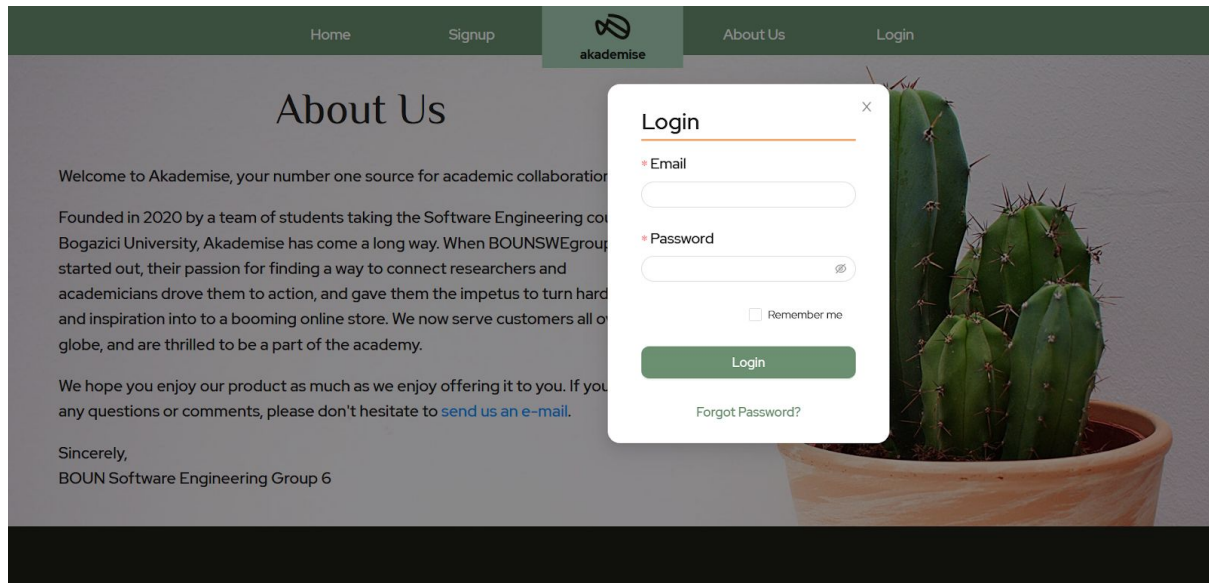 Home
Signup
akademise
About Us
Login
About Us
Welcome to Akademise, your number one source for academic
Founded in 2020 by a team of students taking the Software Engineering
Bogazici University, Akademise has come a long way. When
started out, their passion for finding a way to connect researchers and
academicians drove them to action, and gave them the impetus to turn hard
and inspiration into to a booming online store. We now serve customers all
globe, and are thrilled to be a part of the academy.
We hope you enjoy our product as much as we enjoy offering it to you. If you
any questions or comments, please don't hesitate to send us an e-mail.
Sincerely,
BOUN Software Engineering Group 6
Login
* Email
* Password
Remember me
Login
Forgot Password?